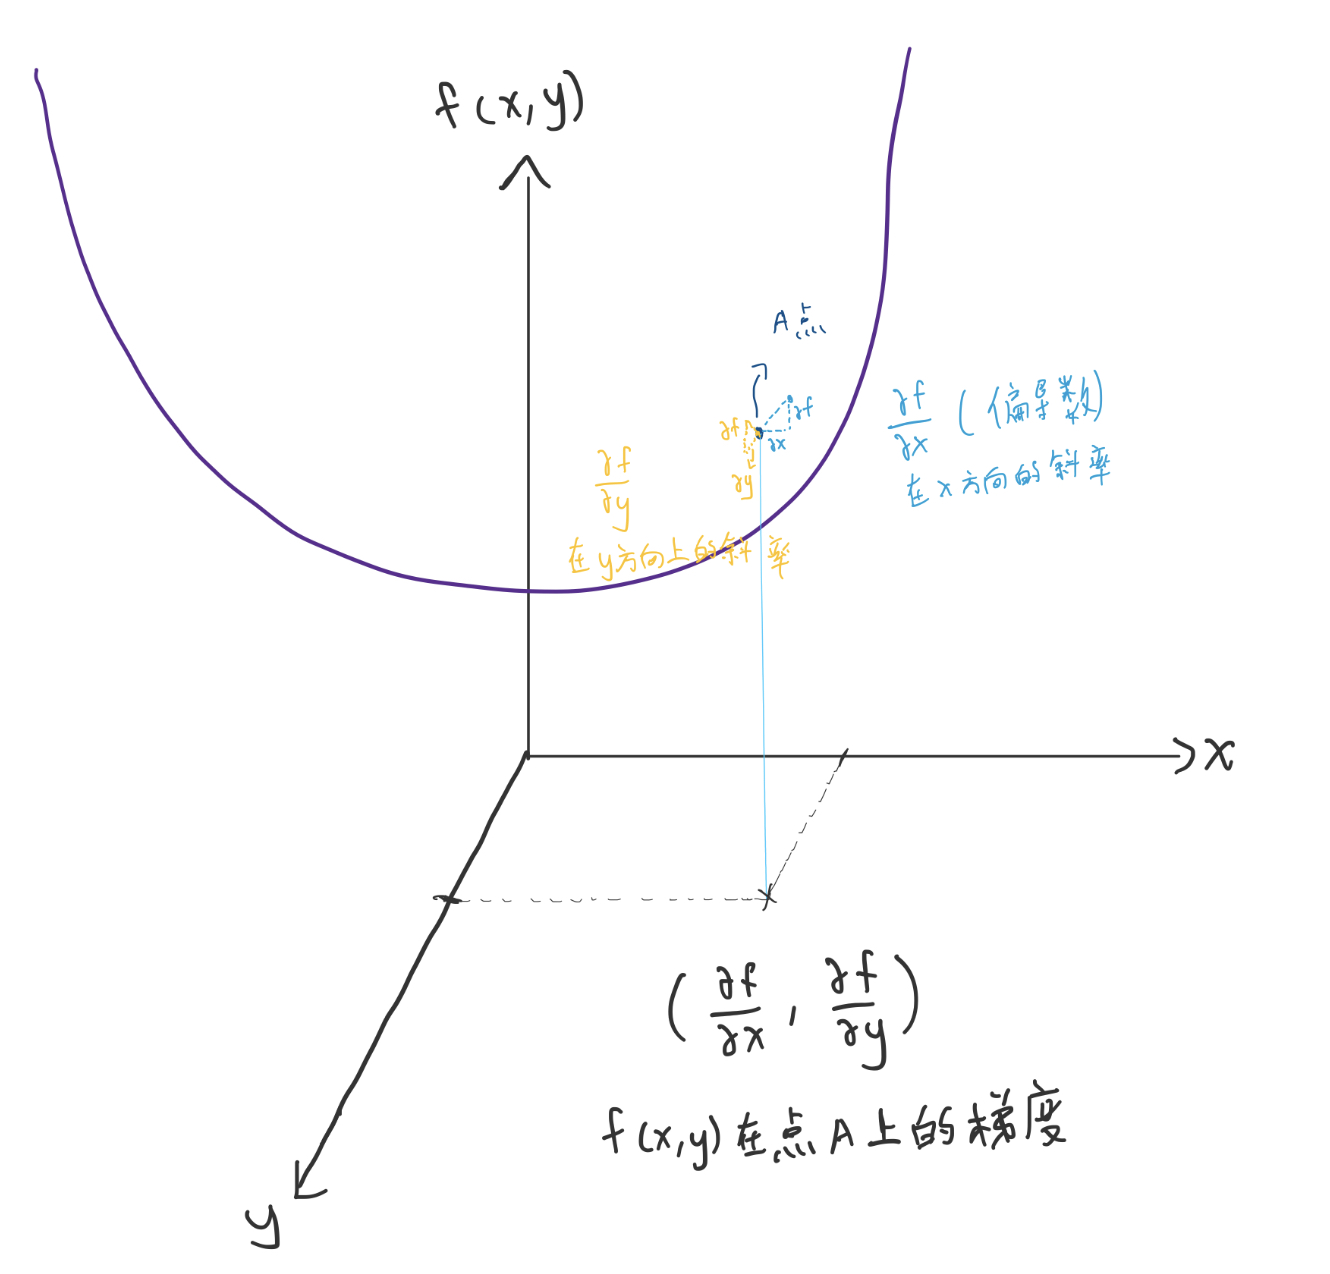 f(x,y)
A点
∂f
∂x
∂f
∂y
∂f/∂x (偏导数)
在x方向的斜率
∂f/∂y
在y方向上的斜率
x
(∂f/∂x, ∂f/∂y)
f(x,y)在点A上的梯度
y